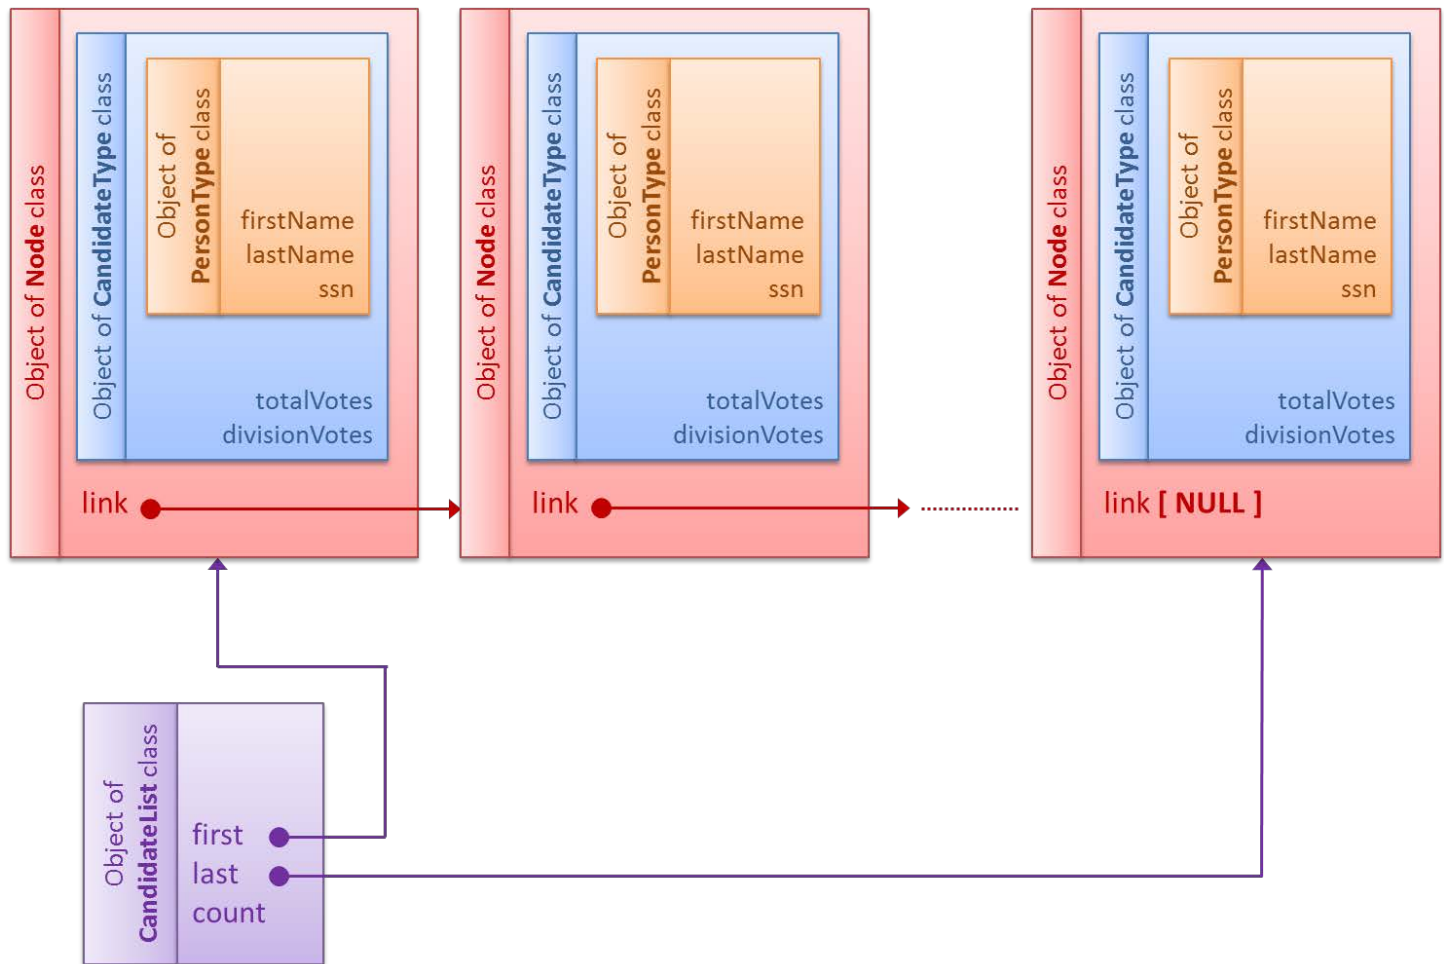 Object of Node class
Object of CandidateType class
Object of
PersonType class
firstName
lastName
ssn
totalVotes
divisionVotes
link
Object of Node class
Object of CandidateType class
Object of
PersonType class
firstName
lastName
ssn
totalVotes
divisionVotes
link
Object of Node class
Object of CandidateType class
Object of
PersonType class
firstName
lastName
ssn
totalVotes
divisionVotes
link [ NULL ]
Object of
CandidateList class
first
last
count